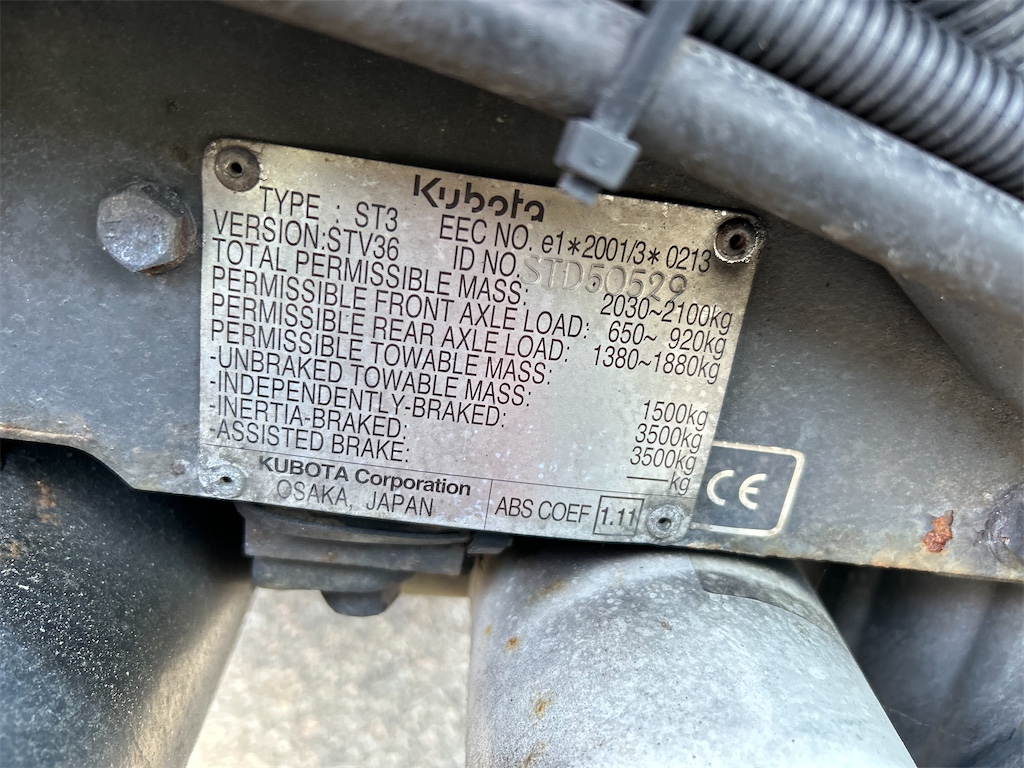 Kubota
TYPE : ST3 EEC NO. e1*2001/3* 0213
VERSION:STV36 ID NO. STD50529
TOTAL PERMISSIBLE MASS: 2030~2100kg
PERMISSIBLE FRONT AXLE LOAD: 650~ 920kg
PERMISSIBLE REAR AXLE LOAD: 1380~1880kg
PERMISSIBLE TOWABLE MASS:
-UNBRAKED TOWABLE MASS: 1500kg
-INDEPENDENTLY-BRAKED: 3500kg
-INERTIA-BRAKED: 3500kg
-ASSISTED BRAKE: —kg
KUBOTA Corporation
OSAKA, JAPAN
ABS COEF 1.11
CE